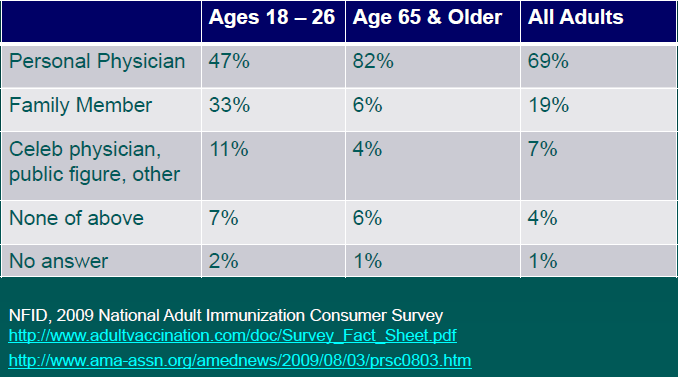 Ages 18 – 26 Age 65 & Older All Adults
Personal Physician 47% 82% 69%
Family Member 33% 6% 19%
Celeb physician, 11% 4% 7%
public figure, other
None of above 7% 6% 4%
No answer 2% 1% 1%
NFID, 2009 National Adult Immunization Consumer Survey
http://www.adultvaccination.com/doc/Survey_Fact_Sheet.pdf
http://www.ama-assn.org/amednews/2009/08/03/prsc0803.htm